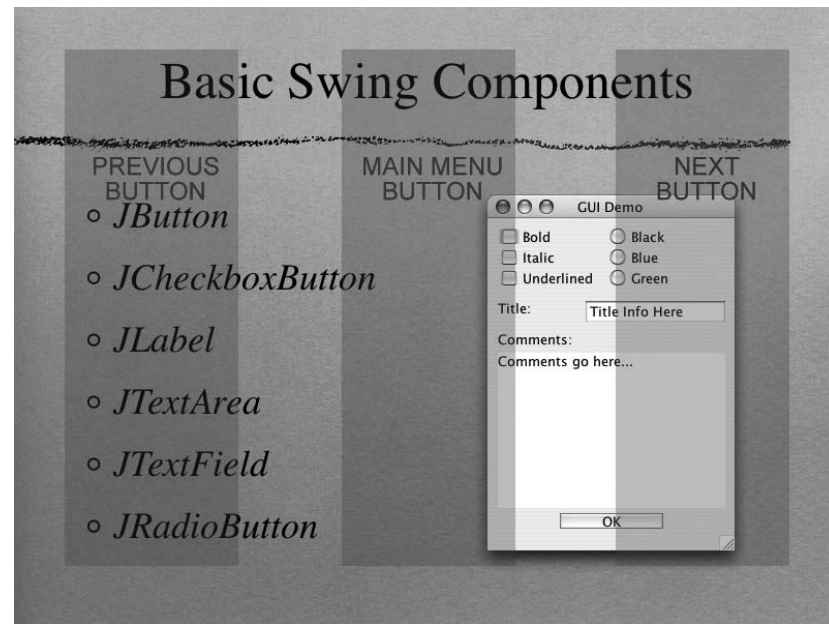 Basic Swing Components
PREVIOUS
BUTTON
MAIN MENU
BUTTON
NEXT
BUTTON
JButton
JCheckboxButton
JLabel
JTextArea
JTextField
JRadioButton
GUI Demo
Bold
Black
Italic
Blue
Underlined
Green
Title:
Title Info Here
Comments:
Comments go here...
OK